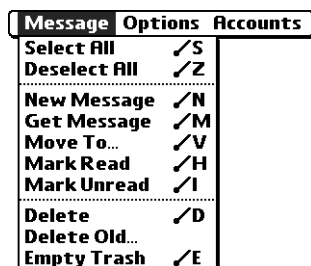 Message Options Accounts
Select All /S
Deselect All /Z
New Message /N
Get Message /M
Move To... /V
Mark Read /H
Mark Unread /I
Delete /D
Delete Old...
Empty Trash /E